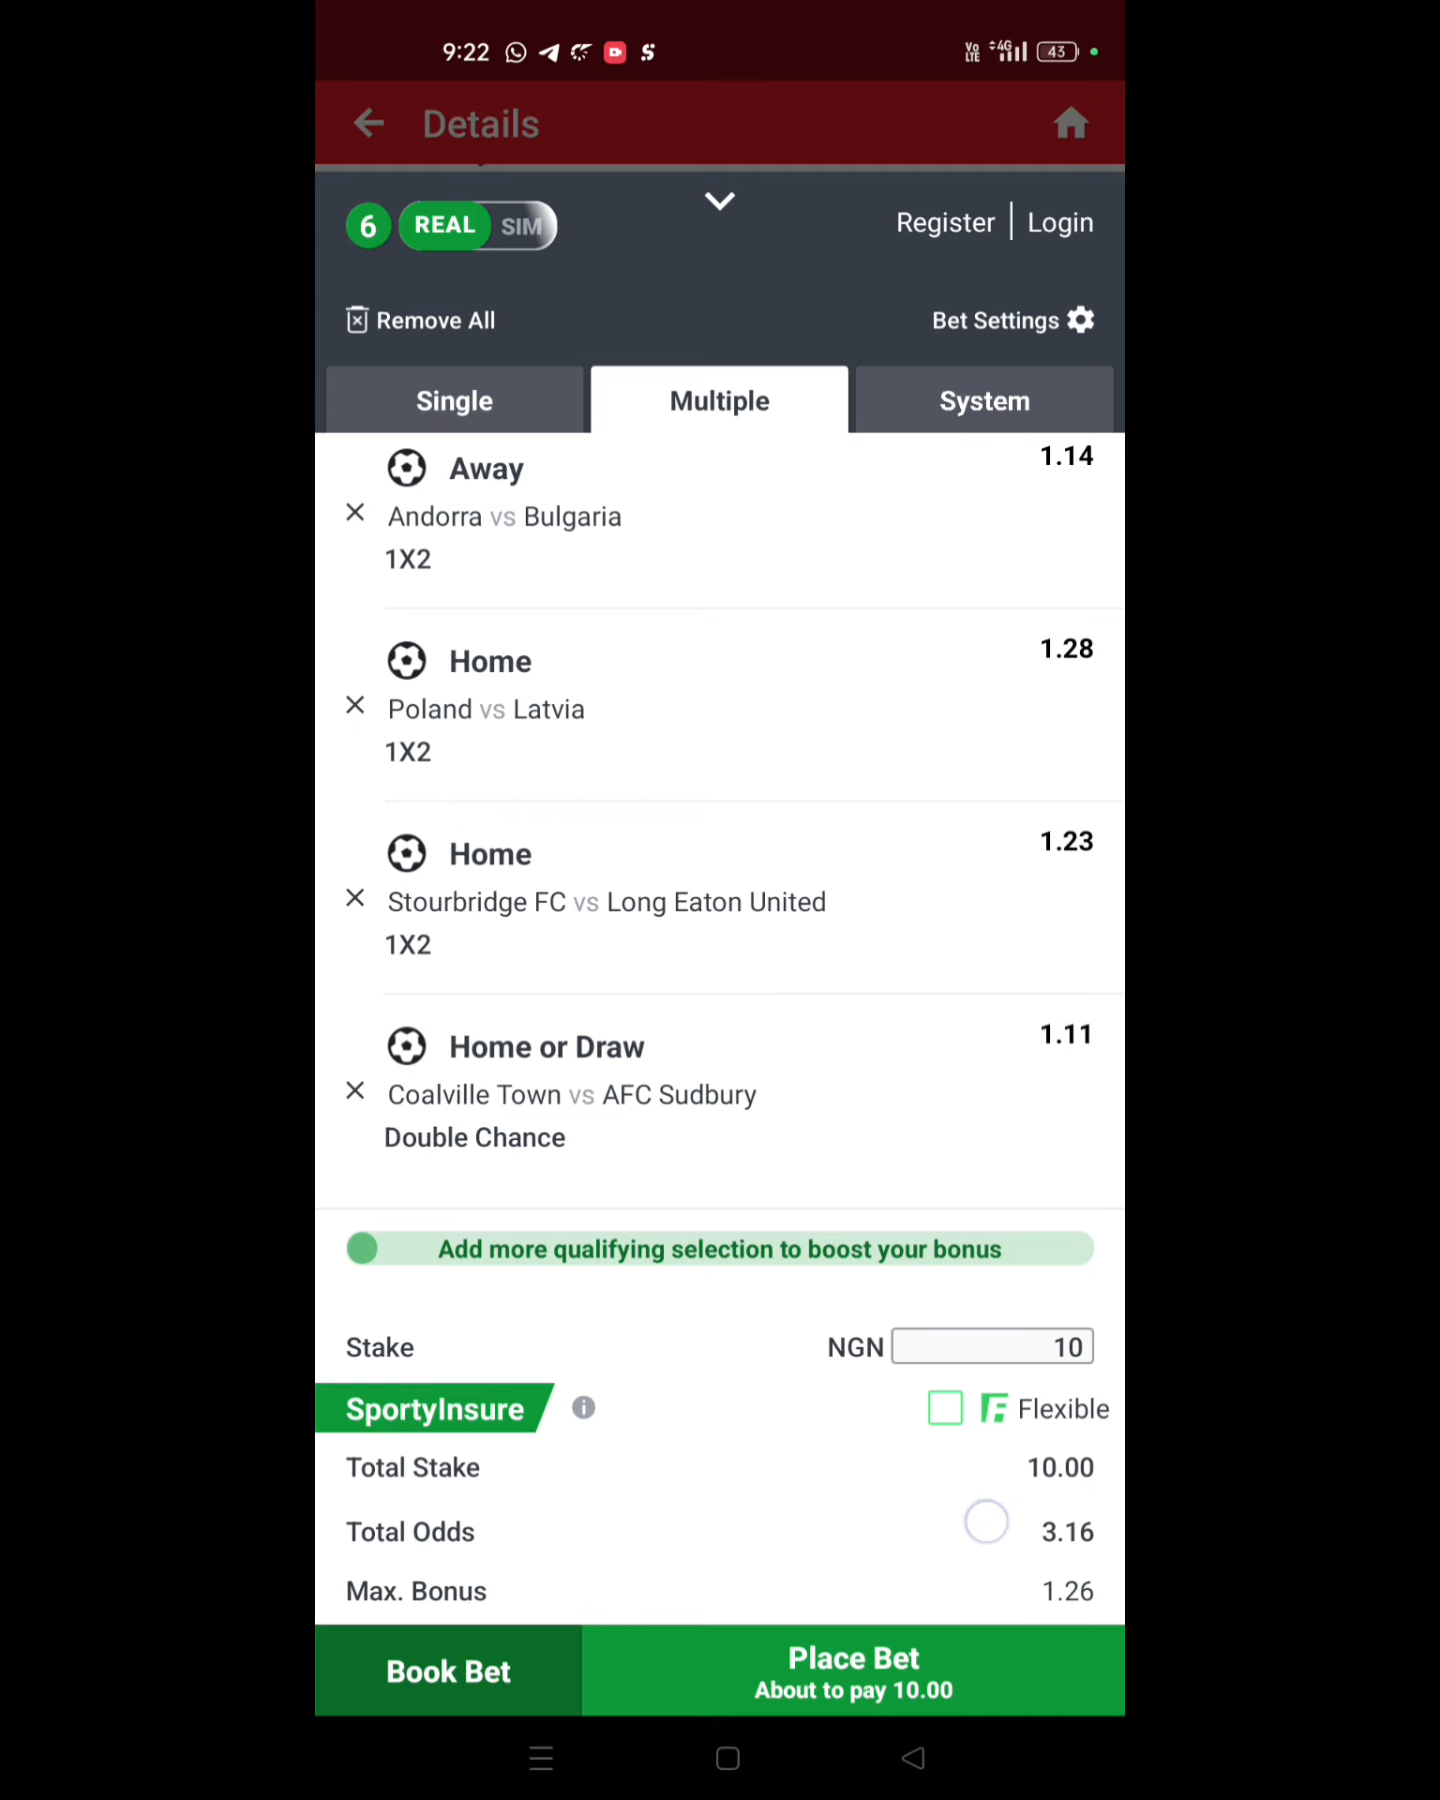 9:22
Vo LTE 4G 43
Details
6 REAL SIM Register | Login
Remove All Bet Settings
Single Multiple System
Away 1.14
Andorra vs Bulgaria
1X2
Home 1.28
Poland vs Latvia
1X2
Home 1.23
Stourbridge FC vs Long Eaton United
1X2
Home or Draw 1.11
Coalville Town vs AFC Sudbury
Double Chance
Add more qualifying selection to boost your bonus
Stake NGN 10
SportyInsure Flexible
Total Stake 10.00
Total Odds 3.16
Max. Bonus 1.26
Book Bet Place Bet
About to pay 10.00